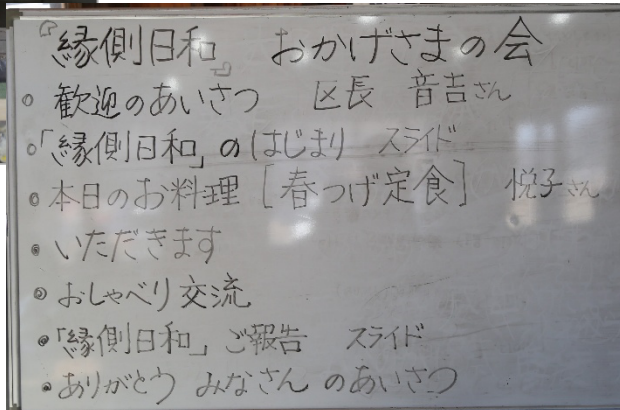 『縁側日和』 おかげさまの会
○ 歓迎のあいさつ 区長 音吉さん
○「縁側日和」のはじまり スライド
○ 本日のお料理 [春つげ定食] 悦子さん
○ いただきます
○ おしゃべり交流
○「縁側日和」ご報告 スライド
○ ありがとう みなさん のあいさつ